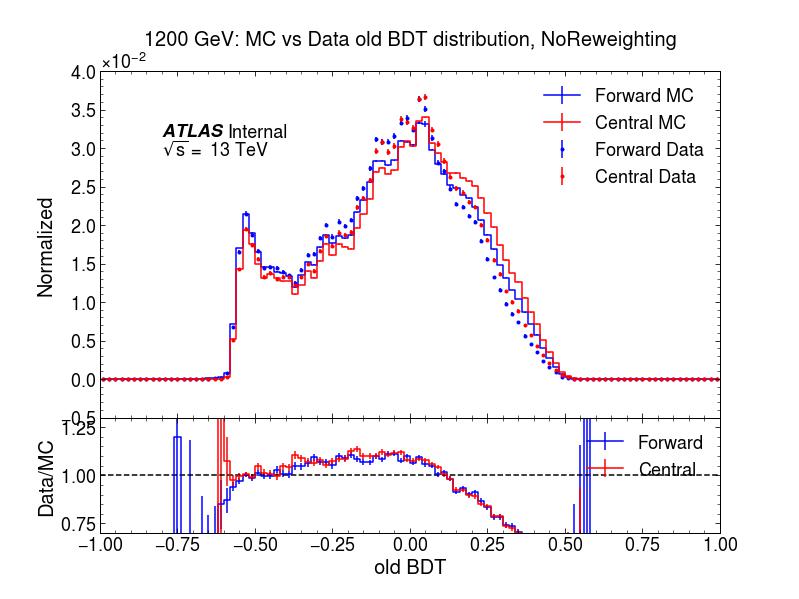 1200 GeV: MC vs Data old BDT distribution, NoReweighting
×10⁻²
4.0
3.5
3.0
2.5
2.0
1.5
1.0
0.5
0.0
0.5
Normalized
ATLAS Internal
√s = 13 TeV
Forward MC
Central MC
Forward Data
Central Data
1.25
1.00
0.75
Data/MC
Forward
Central
−1.00 −0.75 −0.50 −0.25 0.00 0.25 0.50 0.75 1.00
old BDT